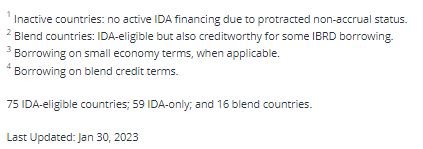 ¹ Inactive countries: no active IDA financing due to protracted non-accrual status.
² Blend countries: IDA-eligible but also creditworthy for some IBRD borrowing.
³ Borrowing on small economy terms, when applicable.
⁴ Borrowing on blend credit terms.
75 IDA-eligible countries; 59 IDA-only; and 16 blend countries.
Last Updated: Jan 30, 2023